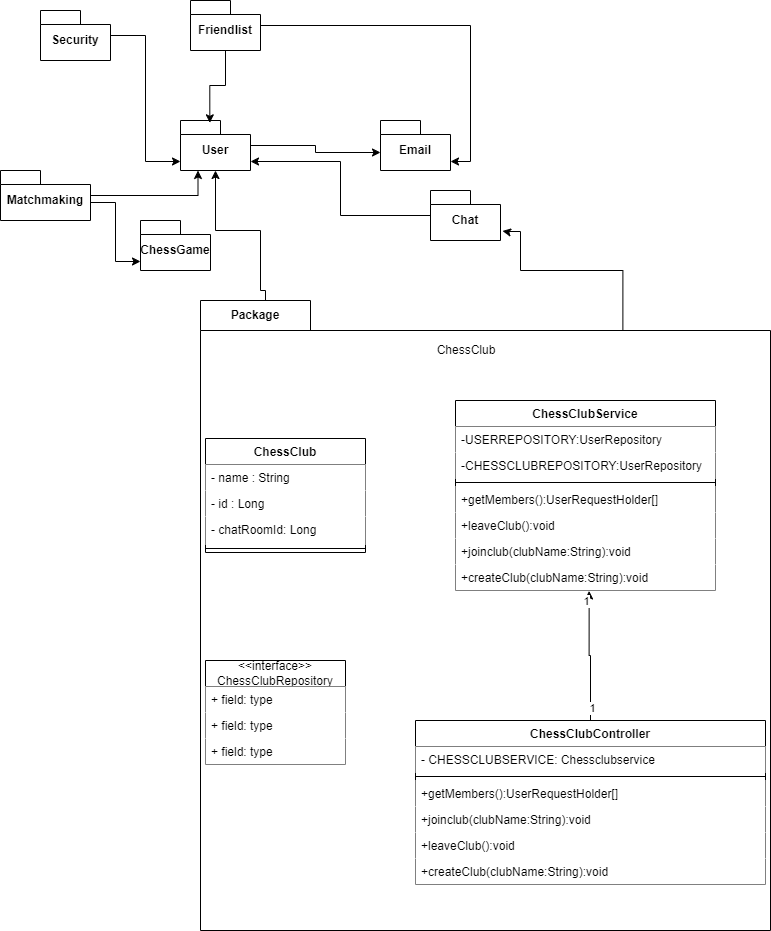 Friendlist
Security
User
Email
Matchmaking
Chat
ChessGame
Package
ChessClub
ChessClubService
-USERREPOSITORY:UserRepository
-CHESSCLUBREPOSITORY:UserRepository
+getMembers():UserRequestHolder[]
+leaveClub():void
+joinclub(clubName:String):void
+createClub(clubName:String):void
ChessClub
- name : String
- id : Long
- chatRoomId: Long
1
<<interface>>
ChessClubRepository
+ field: type
+ field: type
+ field: type
1
ChessClubController
- CHESSCLUBSERVICE: Chessclubservice
+getMembers():UserRequestHolder[]
+joinclub(clubName:String):void
+leaveClub():void
+createClub(clubName:String):void